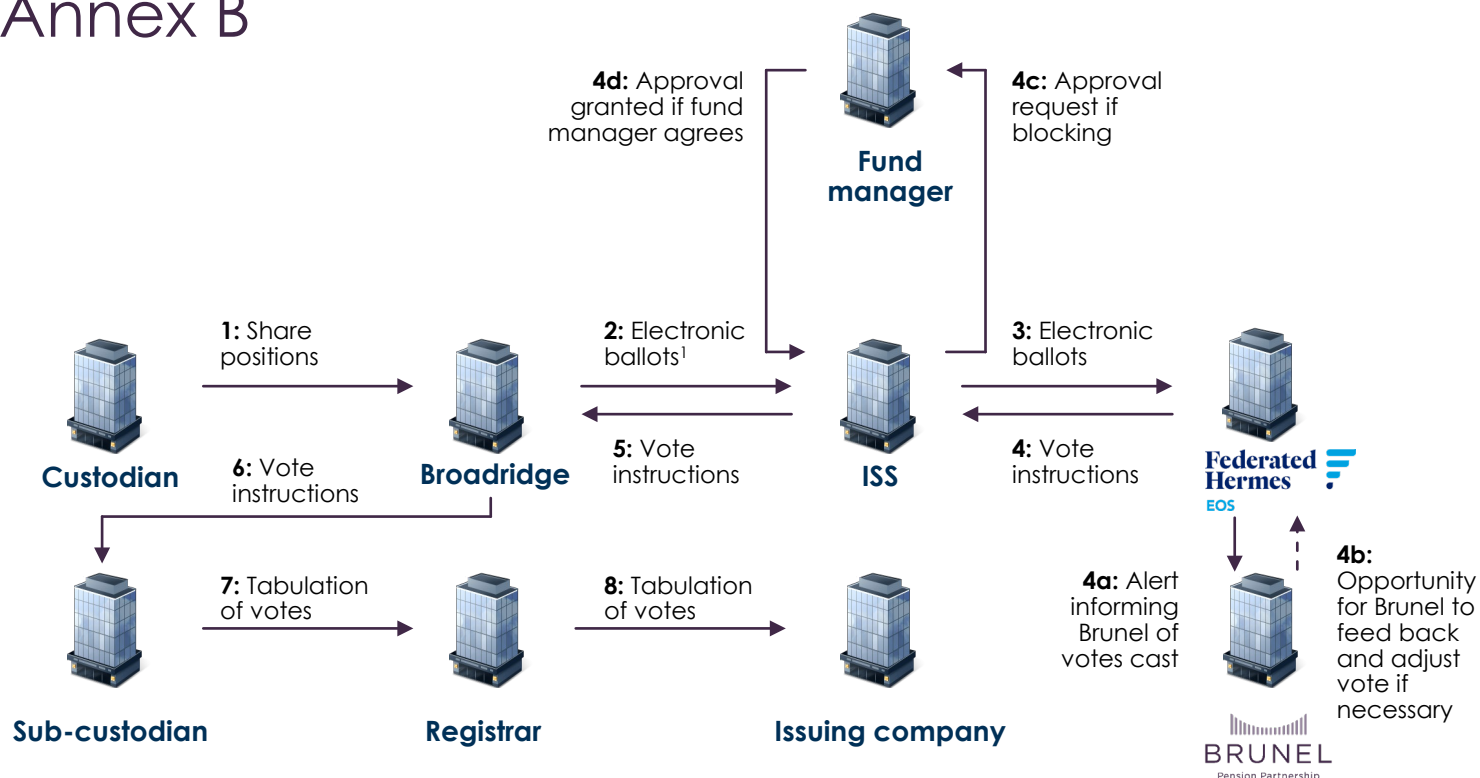 Annex B
4d: Approval
granted if fund
manager agrees
4c: Approval
request if
blocking
Fund
manager
1: Share
positions
2: Electronic
ballots¹
3: Electronic
ballots
Custodian
6: Vote
instructions
Broadridge
5: Vote
instructions
ISS
4: Vote
instructions
Federated
Hermes
EOS
7: Tabulation
of votes
8: Tabulation
of votes
4a: Alert
informing
Brunel of
votes cast
4b:
Opportunity
for Brunel to
feed back
and adjust
vote if
necessary
Sub-custodian
Registrar
Issuing company
BRUNEL
Pension Partnership